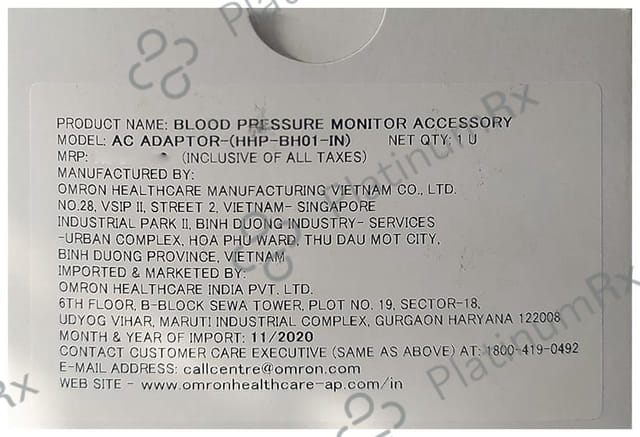 PRODUCT NAME: BLOOD PRESSURE MONITOR ACCESSORY
MODEL: AC ADAPTOR-(HHP-BH01-IN) NET QTY: 1 U
MRP: (INCLUSIVE OF ALL TAXES)
MANUFACTURED BY:
OMRON HEALTHCARE MANUFACTURING VIETNAM CO., LTD.
NO.28, VSIP II, STREET 2, VIETNAM- SINGAPORE
INDUSTRIAL PARK II, BINH DUONG INDUSTRY- SERVICES
-URBAN COMPLEX, HOA PHU WARD, THU DAU MOT CITY,
BINH DUONG PROVINCE, VIETNAM
IMPORTED & MARKETED BY:
OMRON HEALTHCARE INDIA PVT. LTD.
6TH FLOOR, B-BLOCK SEWA TOWER, PLOT NO. 19, SECTOR-18,
UDYOG VIHAR, MARUTI INDUSTRIAL COMPLEX, GURGAON HARYANA 122008
MONTH & YEAR OF IMPORT: 11/2020
CONTACT CUSTOMER CARE EXECUTIVE (SAME AS ABOVE) AT: 1800-419-0492
E-MAIL ADDRESS: callcentre@omron.com
WEB SITE - www.omronhealthcare-ap.com/in
PlatinumRx
PlatinumRx
Rx